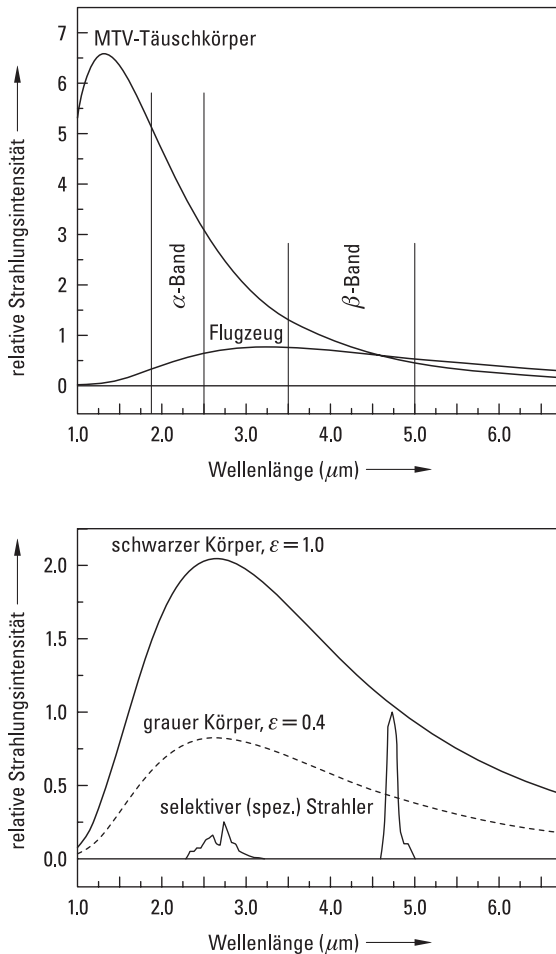 relative Strahlungsintensität
7
6
5
4
3
2
1
0
MTV-Täuschkörper
α-Band
β-Band
Flugzeug
1.0 2.0 3.0 4.0 5.0 6.0
Wellenlänge (μm)
relative Strahlungsintensität
2.0
1.5
1.0
0.5
0.0
schwarzer Körper, ε = 1.0
grauer Körper, ε = 0.4
selektiver (spez.) Strahler
1.0 2.0 3.0 4.0 5.0 6.0
Wellenlänge (μm)